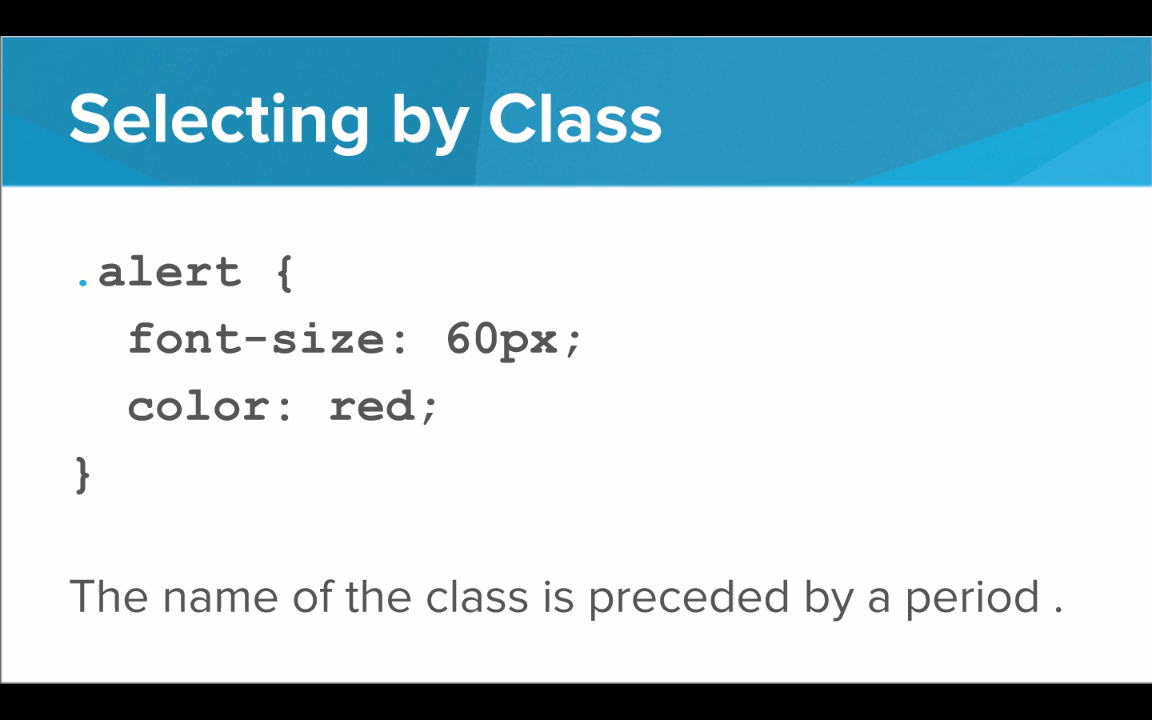 Selecting by Class
.alert {
  font-size: 60px;
  color: red;
}
The name of the class is preceded by a period .